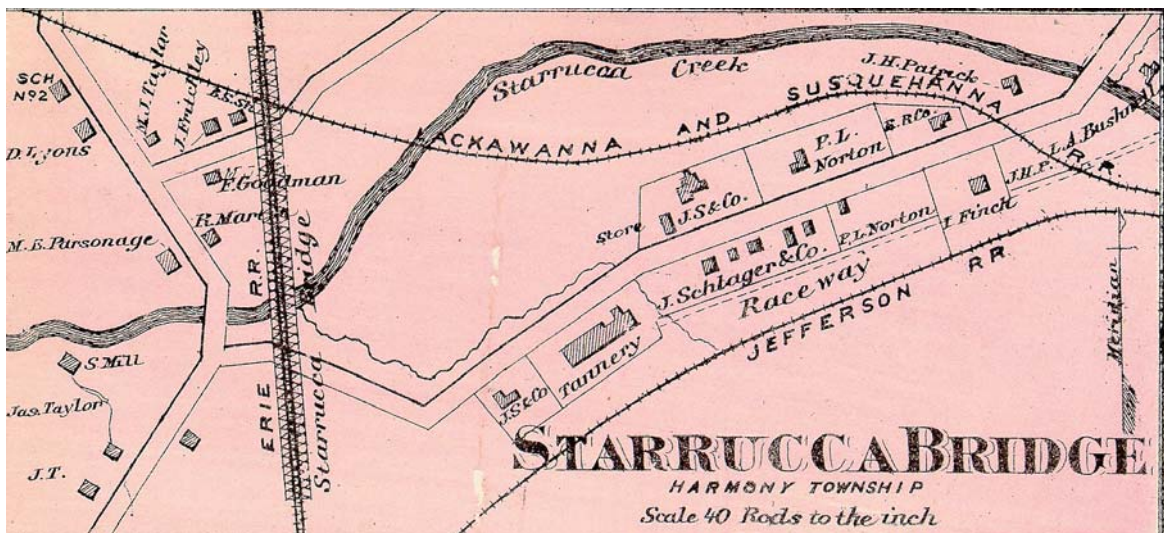 SCH
Nº2
M.J. Taylor
J. Frutchey
D. Lyons
F. Goodman
R. Mart
M.E. Parsonage
S. Mill
Jas. Taylor
J.T.
ERIE R.R.
Starrucca Bridge
Starrucca Creek
LACKAWANNA AND SUSQUEHANNA R.R.
J.H. Patrick
R.R Co.
P.L.
Norton
J.S & Co.
Store
L.A. Bushnell
J.H.P.
I Finch
P.L Norton
J. Schlager & Co.
Raceway
JEFFERSON RR
Tannery
J.S & Co
Meridian
STARRUCCA BRIDGE
HARMONY TOWNSHIP
Scale 40 Rods to the inch